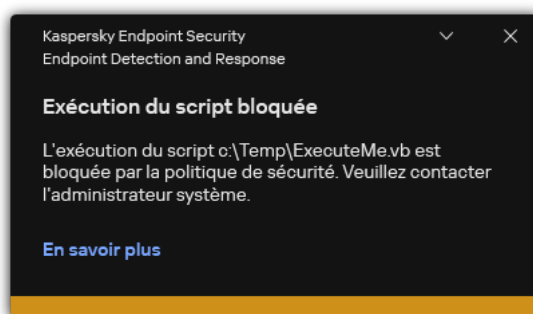 Kaspersky Endpoint Security
Endpoint Detection and Response
Exécution du script bloquée
L'exécution du script c:\Temp\ExecuteMe.vb est
bloquée par la politique de sécurité. Veuillez contacter
l'administrateur système.
En savoir plus